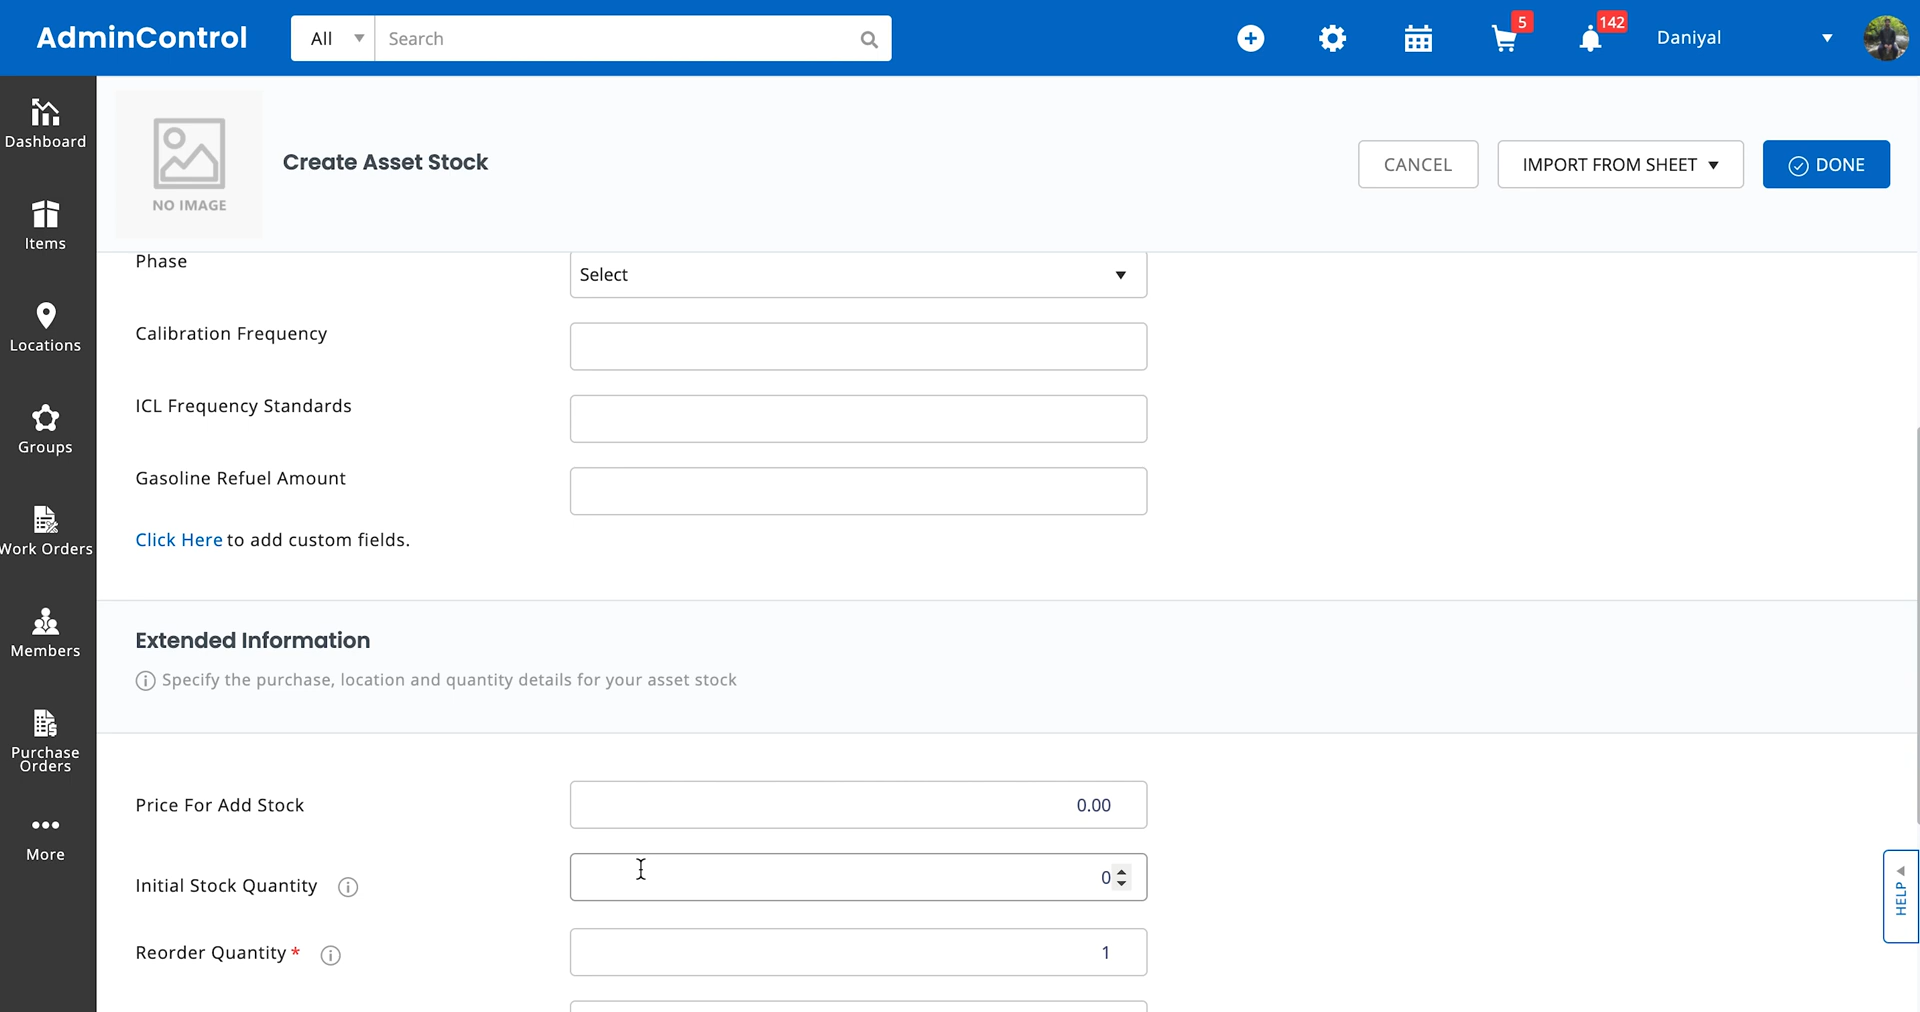 AdminControl
All
Search
5
142
Daniyal
Dashboard
Items
Locations
Groups
Work Orders
Members
Purchase
Orders
More
NO IMAGE
Create Asset Stock
CANCEL
IMPORT FROM SHEET
DONE
Phase
Select
Calibration Frequency
ICL Frequency Standards
Gasoline Refuel Amount
Click Here to add custom fields.
Extended Information
Specify the purchase, location and quantity details for your asset stock
Price For Add Stock
0.00
Initial Stock Quantity
0
Reorder Quantity *
1
HELP